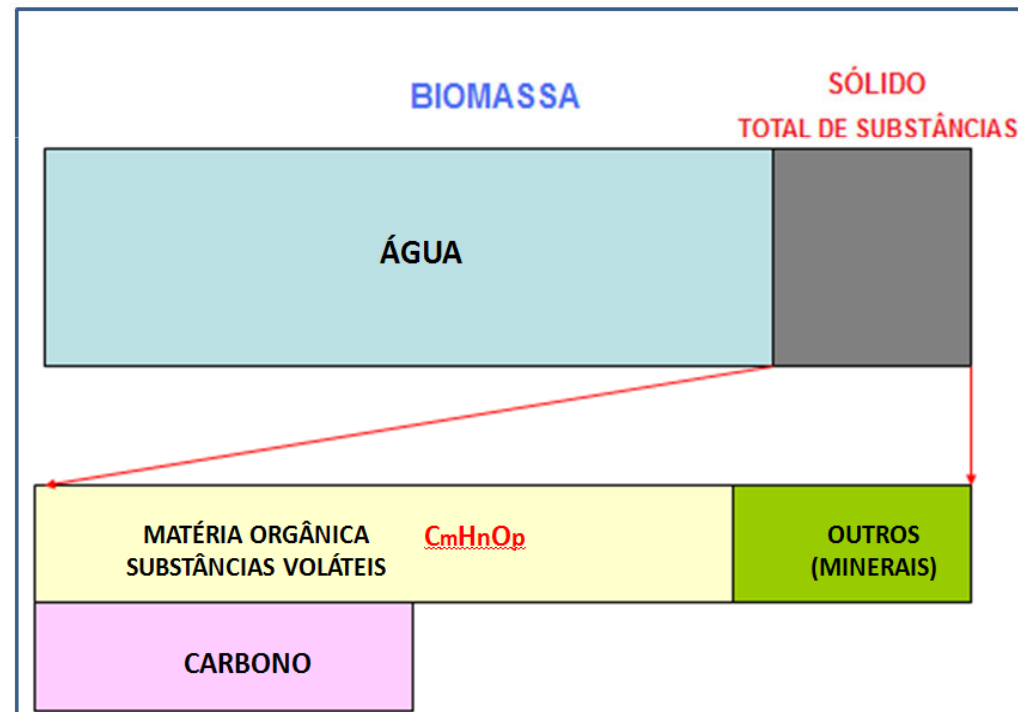 BIOMASSA
SÓLIDO
TOTAL DE SUBSTÂNCIAS
ÁGUA
MATÉRIA ORGÂNICA CmHnOp
SUBSTÂNCIAS VOLÁTEIS
OUTROS
(MINERAIS)
CARBONO